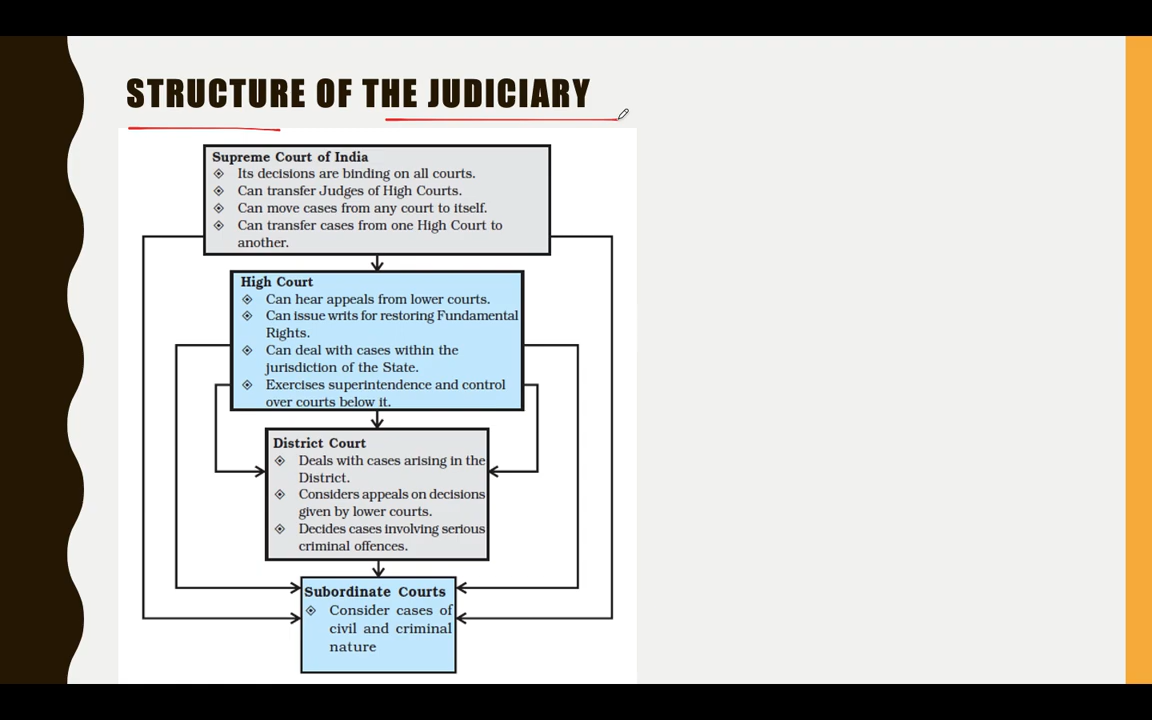 STRUCTURE OF THE JUDICIARY
Supreme Court of India
Its decisions are binding on all courts.
Can transfer Judges of High Courts.
Can move cases from any court to itself.
Can transfer cases from one High Court to
another.
High Court
Can hear appeals from lower courts.
Can issue writs for restoring Fundamental
Rights.
Can deal with cases within the
jurisdiction of the State.
Exercises superintendence and control
over courts below it.
District Court
Deals with cases arising in the
District.
Considers appeals on decisions
given by lower courts.
Decides cases involving serious
criminal offences.
Subordinate Courts
Consider cases of
civil and criminal
nature